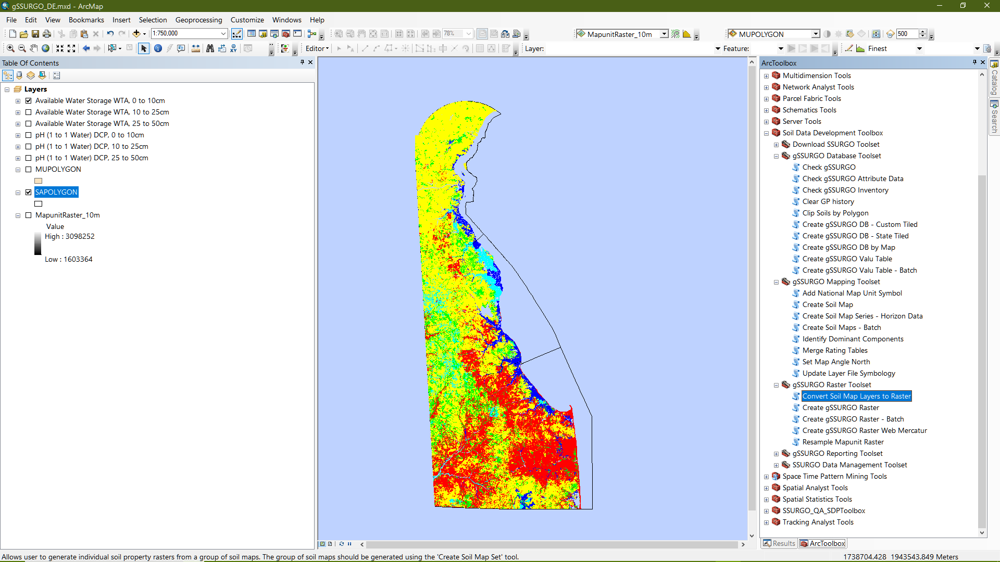 gSSURGO_DE.mxd - ArcMap
File Edit View Bookmarks Insert Selection Geoprocessing Customize Windows Help
1:750,000
78%
MapunitRaster_10m
MUPOLYGON
500
Editor
Layer:
Feature:
Finest
Table Of Contents
Layers
Available Water Storage WTA, 0 to 10cm
Available Water Storage WTA, 10 to 25cm
Available Water Storage WTA, 25 to 50cm
pH (1 to 1 Water) DCP, 0 to 10cm
pH (1 to 1 Water) DCP, 10 to 25cm
pH (1 to 1 Water) DCP, 25 to 50cm
MUPOLYGON
SAPOLYGON
MapunitRaster_10m
Value
High : 3098252
Low : 1603364
ArcToolbox
Multidimension Tools
Network Analyst Tools
Parcel Fabric Tools
Schematics Tools
Server Tools
Soil Data Development Toolbox
Download SSURGO Toolset
gSSURGO Database Toolset
Check gSSURGO
Check gSSURGO Attribute Data
Check gSSURGO Inventory
Clear GP history
Clip Soils by Polygon
Create gSSURGO DB - Custom Tiled
Create gSSURGO DB - State Tiled
Create gSSURGO DB by Map
Create gSSURGO Valu Table
Create gSSURGO Valu Table - Batch
gSSURGO Mapping Toolset
Add National Map Unit Symbol
Create Soil Map
Create Soil Map Series - Horizon Data
Create Soil Maps - Batch
Identify Dominant Components
Merge Rating Tables
Set Map Angle North
Update Layer File Symbology
gSSURGO Raster Toolset
Convert Soil Map Layers to Raster
Create gSSURGO Raster
Create gSSURGO Raster - Batch
Create gSSURGO Raster Web Mercatur
Resample Mapunit Raster
gSSURGO Reporting Toolset
SSURGO Data Management Toolset
Space Time Pattern Mining Tools
Spatial Analyst Tools
Spatial Statistics Tools
SSURGO_QA_SDPToolbox
Tracking Analyst Tools
Results
ArcToolbox
Catalog
Search
Allows user to generate individual soil property rasters from a group of soil maps. The group of soil maps should be generated using the 'Create Soil Map Set' tool.
1738704.428 1943543.849 Meters